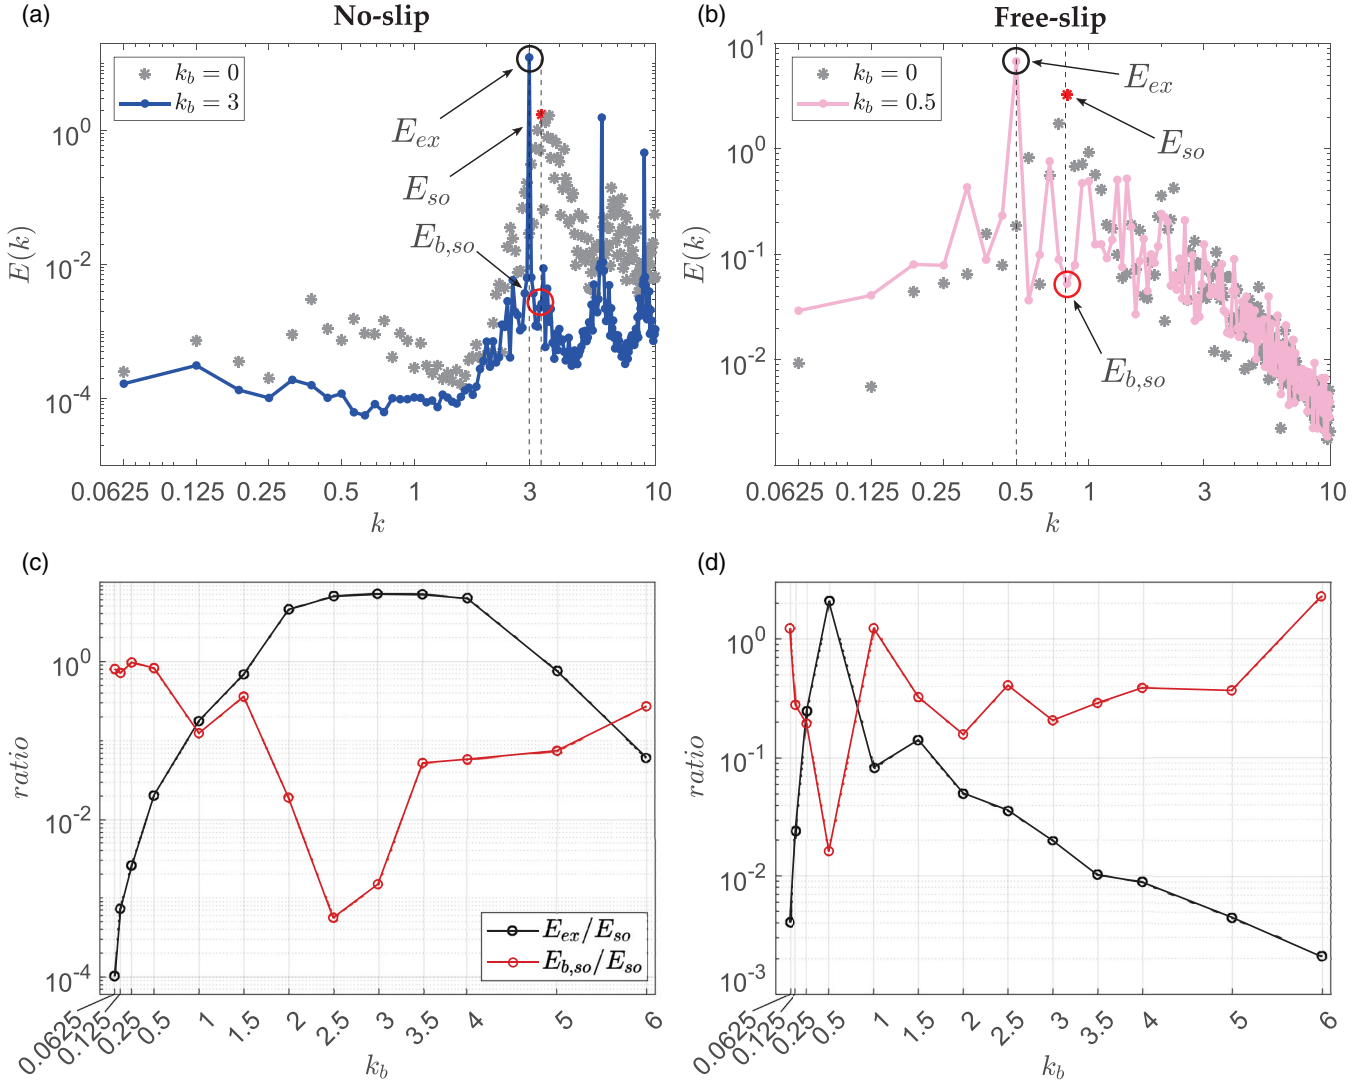 (a)
No-slip
k_b = 0
k_b = 3
E_ex
E_so
E_b,so
10^0
10^-2
10^-4
E(k)
0.0625
0.125
0.25
0.5
1
3
10
k
(b)
Free-slip
k_b = 0
k_b = 0.5
E_ex
E_so
E_b,so
10^1
10^0
10^-1
10^-2
E(k)
0.0625
0.125
0.25
0.5
1
3
10
k
(c)
10^0
10^-2
10^-4
ratio
E_ex/E_so
E_b,so/E_so
0.0625
0.125
0.25
0.5
1
1.5
2
2.5
3
3.5
4
5
6
k_b
(d)
10^0
10^-1
10^-2
10^-3
ratio
0.0625
0.125
0.25
0.5
1
1.5
2
2.5
3
3.5
4
5
6
k_b